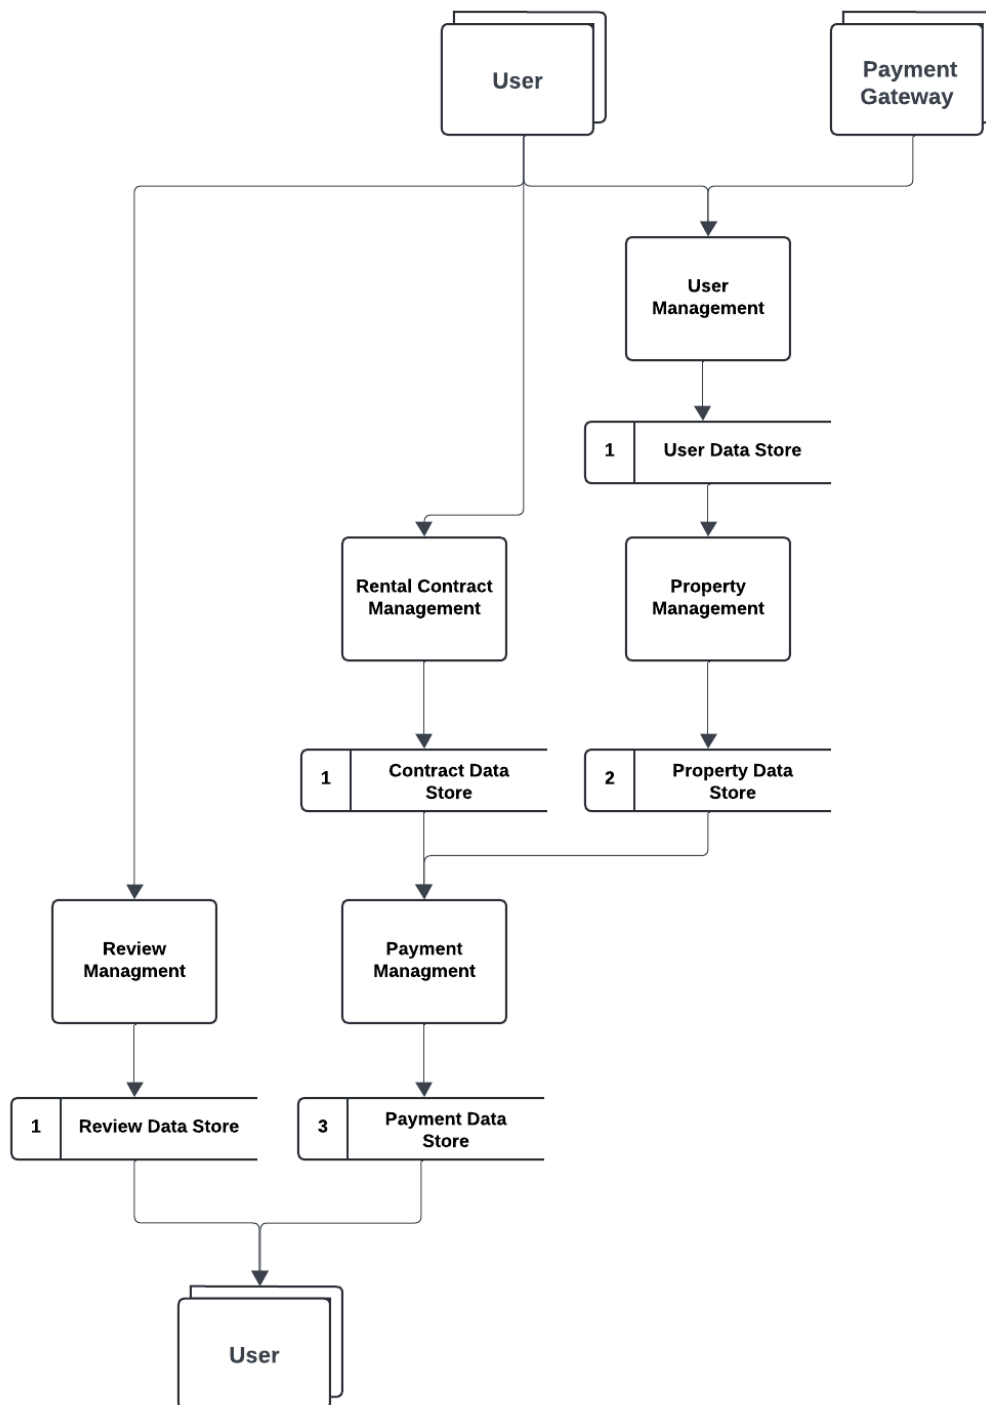 User
Payment
Gateway
User
Management
1
User Data Store
Rental Contract
Management
Property
Management
1
Contract Data
Store
2
Property Data
Store
Review
Managment
Payment
Managment
1
Review Data Store
3
Payment Data
Store
User